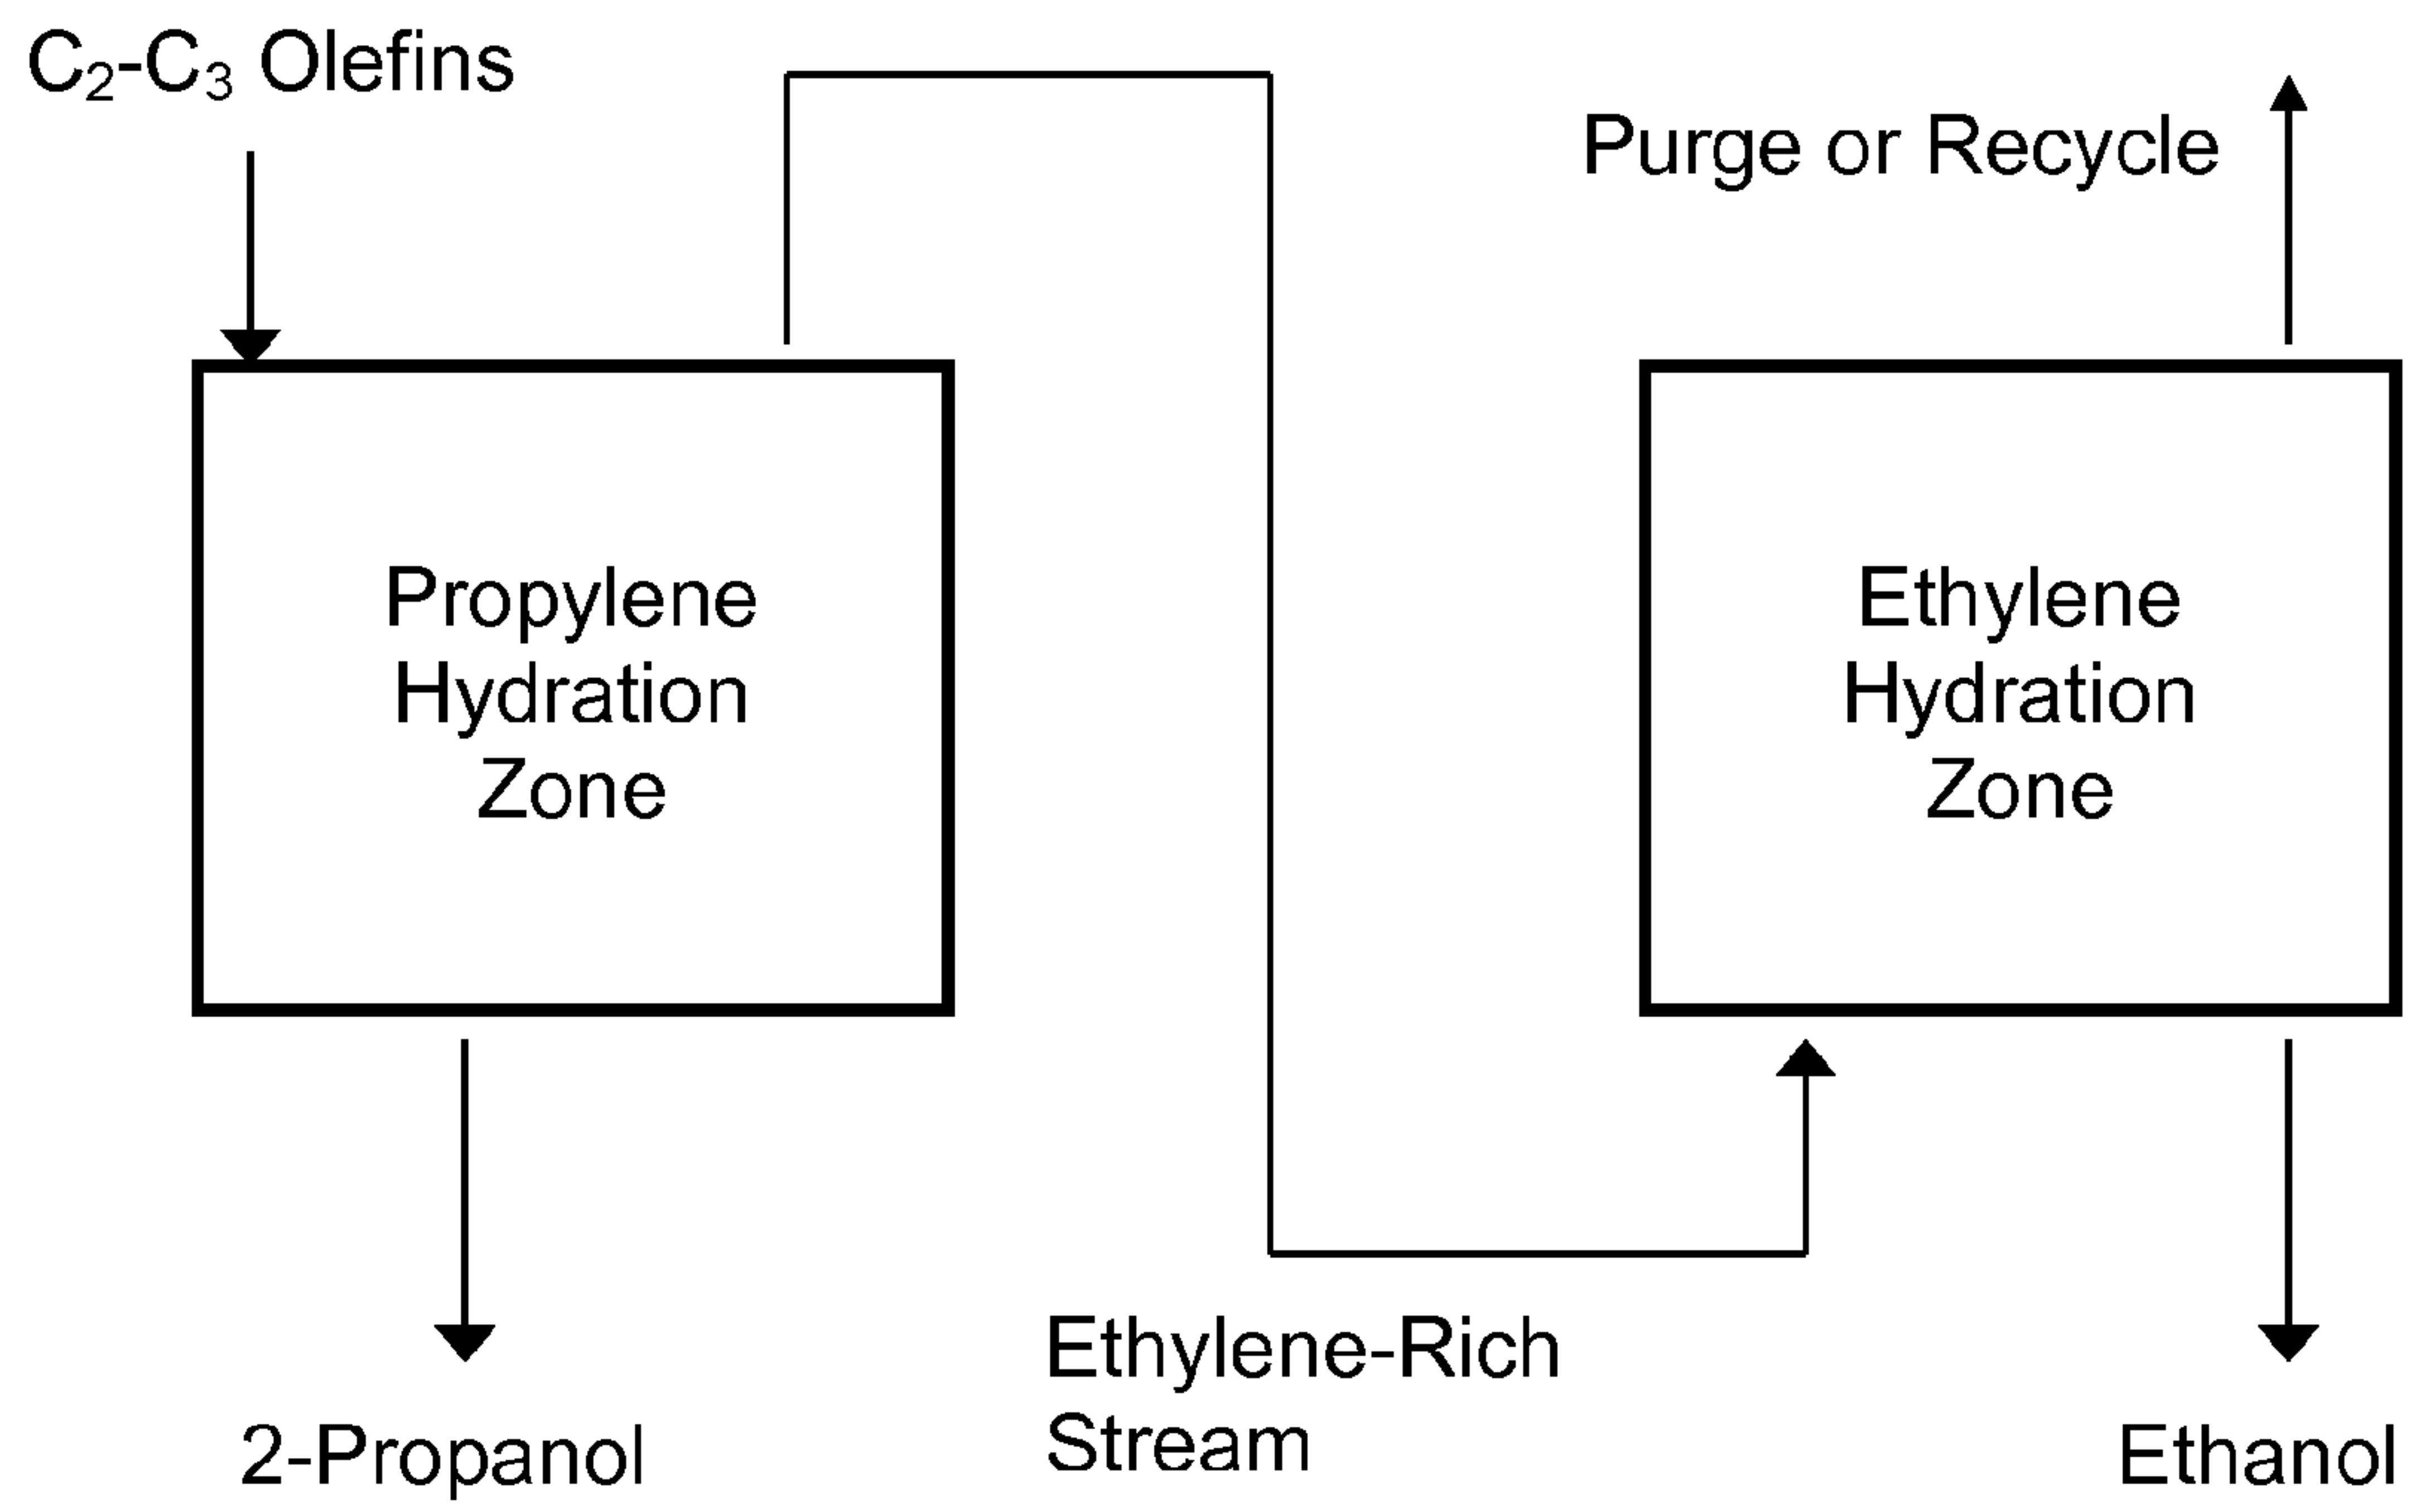 C₂-C₃ Olefins
Purge or Recycle
Propylene
Hydration
Zone
Ethylene
Hydration
Zone
Ethylene-Rich
Stream
2-Propanol
Ethanol